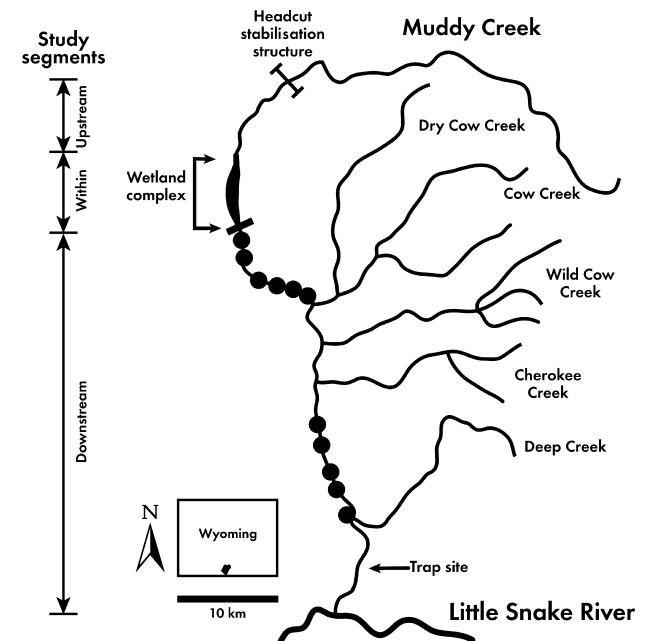 Headcut
stabilisation
structure
Muddy Creek
Study
segments
Upstream
Within
Downstream
Wetland
complex
Dry Cow Creek
Cow Creek
Wild Cow
Creek
Cherokee
Creek
Deep Creek
N
Wyoming
10 km
Trap site
Little Snake River